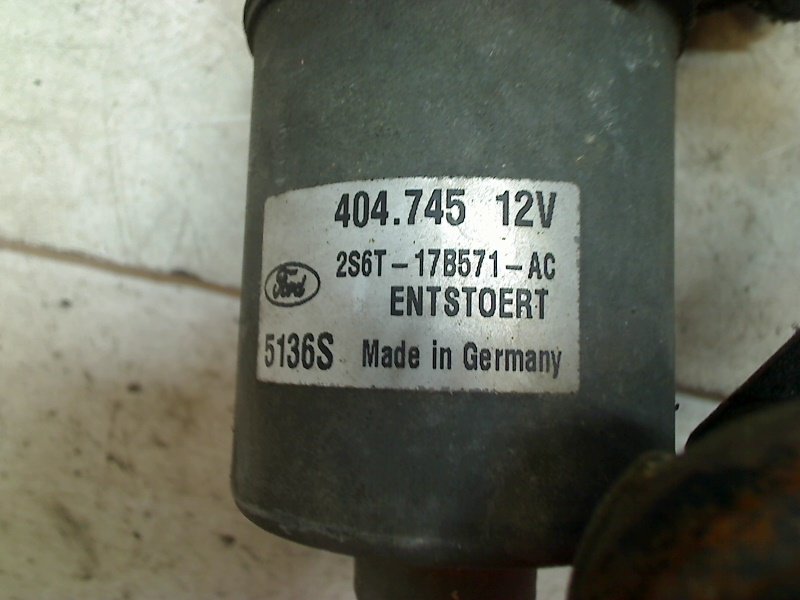 404.745 12V
Ford 2S6T-17B571-AC
ENTSTOERT
5136S Made in Germany